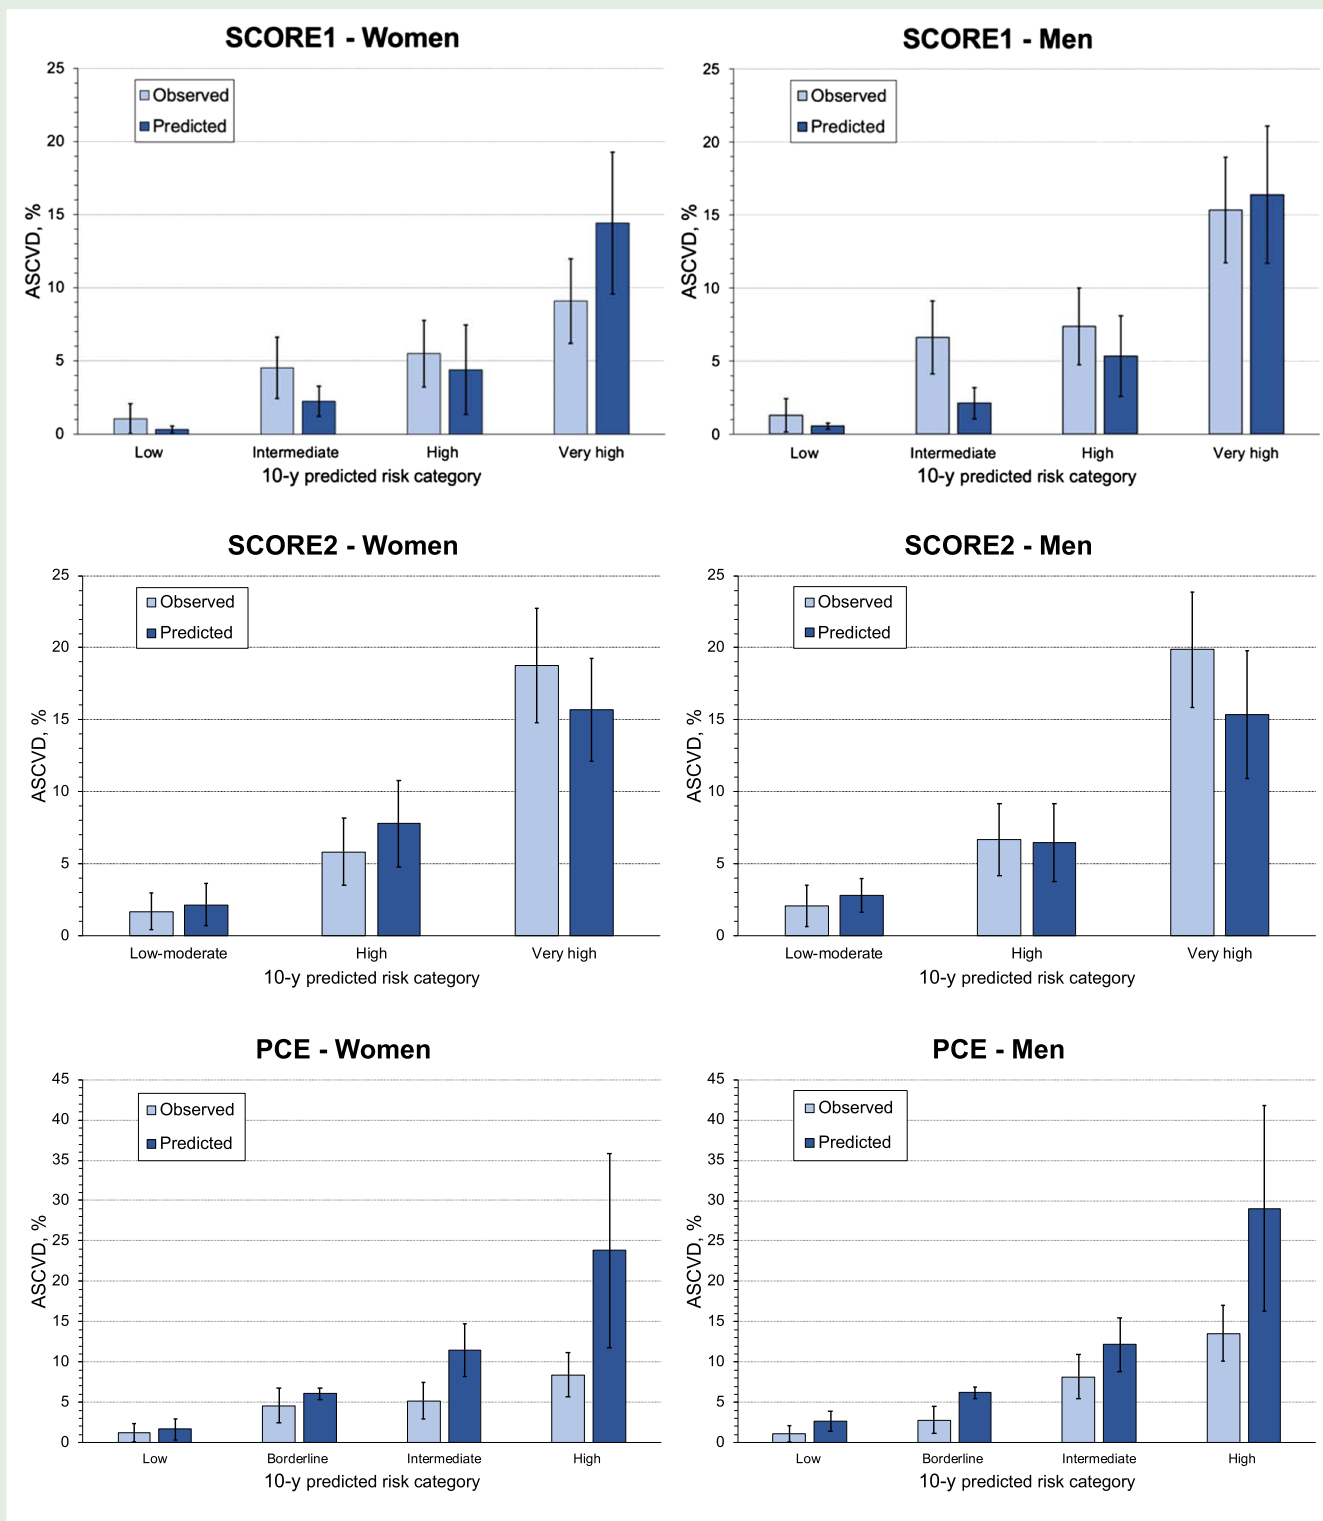 SCORE1 - Women
25
20
15
10
5
0
ASCVD, %
Observed
Predicted
Low Intermediate High Very high
10-y predicted risk category
SCORE1 - Men
25
20
15
10
5
0
ASCVD, %
Observed
Predicted
Low Intermediate High Very high
10-y predicted risk category
SCORE2 - Women
25
20
15
10
5
0
ASCVD, %
Observed
Predicted
Low-moderate High Very high
10-y predicted risk category
SCORE2 - Men
25
20
15
10
5
0
ASCVD, %
Observed
Predicted
Low-moderate High Very high
10-y predicted risk category
PCE - Women
45
40
35
30
25
20
15
10
5
0
ASCVD, %
Observed
Predicted
Low Borderline Intermediate High
10-y predicted risk category
PCE - Men
45
40
35
30
25
20
15
10
5
0
ASCVD, %
Observed
Predicted
Low Borderline Intermediate High
10-y predicted risk category